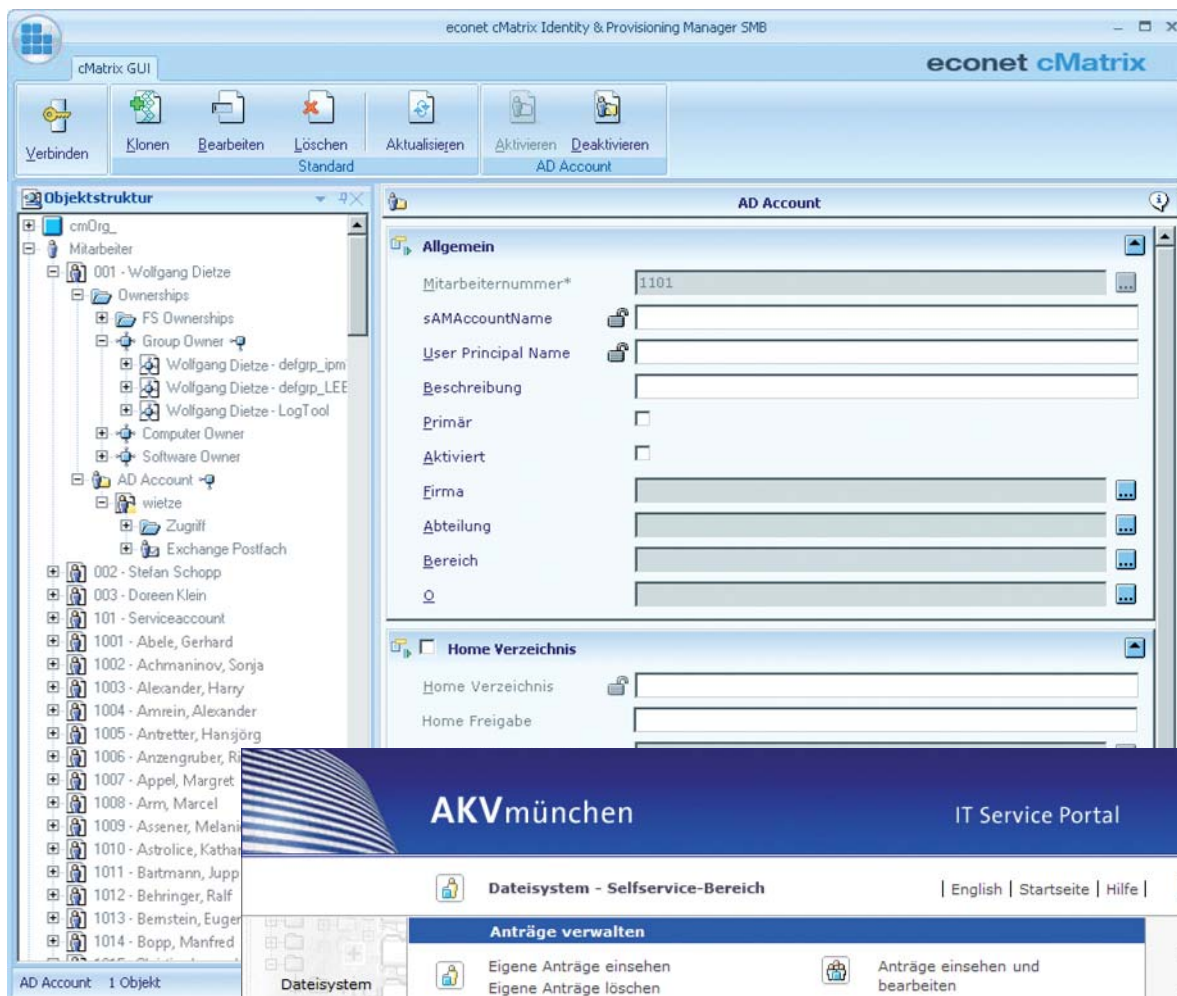 econet cMatrix Identity & Provisioning Manager SMB
cMatrix GUI
econet cMatrix
Verbinden
Klonen
Bearbeiten
Löschen
Aktualisieren
Aktivieren
Deaktivieren
Standard
AD Account
Objektstruktur
cmOrg_
Mitarbeiter
001 - Wolfgang Dietze
Ownerships
FS Ownerships
Group Owner
Wolfgang Dietze - defgrp_ipm
Wolfgang Dietze - defgrp_LEE
Wolfgang Dietze - LogTool
Computer Owner
Software Owner
AD Account
wietze
Zugriff
Exchange Postfach
002 - Stefan Schopp
003 - Doreen Klein
101 - Serviceaccount
1001 - Abele, Gerhard
1002 - Achmaninov, Sonja
1003 - Alexander, Harry
1004 - Amrein, Alexander
1005 - Antretter, Hansjörg
1006 - Anzengruber, Ri
1007 - Appel, Margret
1008 - Arm, Marcel
1009 - Assener, Melani
1010 - Astrolice, Kathar
1011 - Bartmann, Jupp
1012 - Behringer, Ralf
1013 - Bernstein, Euger
1014 - Bopp, Manfred
AD Account 1 Objekt
AD Account
Allgemein
Mitarbeiternummer*
1101
sAMAccountName
User Principal Name
Beschreibung
Primär
Aktiviert
Firma
Abteilung
Bereich
O
Home Verzeichnis
Home Verzeichnis
Home Freigabe
AKVmünchen
IT Service Portal
Dateisystem - Selfservice-Bereich
| English | Startseite | Hilfe |
Anträge verwalten
Dateisystem
Eigene Anträge einsehen
Eigene Anträge löschen
Anträge einsehen und
bearbeiten